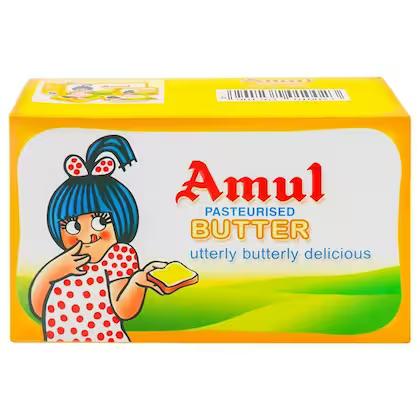 Amul
Amul
PASTEURISED
BUTTER
utterly butterly delicious